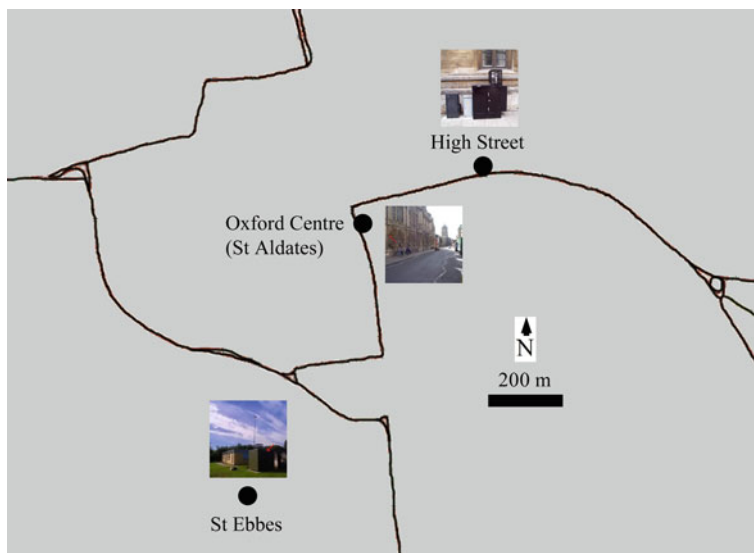 High Street
Oxford Centre
(St Aldates)
N
200 m
St Ebbes